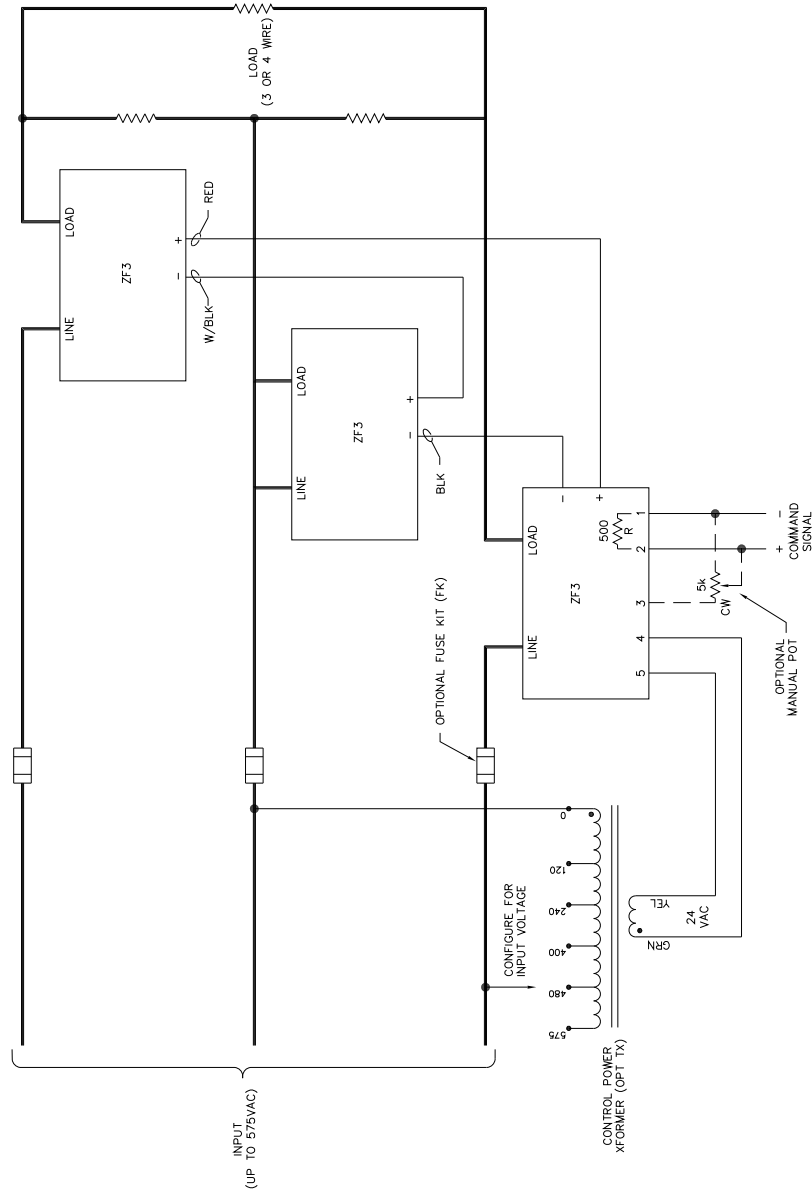 LOAD
(3 OR 4 WIRE)
LOAD
LINE
ZF3
+
−
RED
W/BLK
LOAD
LINE
ZF3
+
−
BLK
OPTIONAL FUSE KIT (FK)
LOAD
LINE
ZF3
−
+
500
R
1
2
3
4
5
5k
CW
−
+
COMMAND
SIGNAL
OPTIONAL
MANUAL POT
INPUT
(UP TO 575VAC)
CONFIGURE FOR
INPUT VOLTAGE
0
120
240
400
480
575
YEL
24
VAC
GRN
CONTROL POWER
XFORMER (OPT TX)